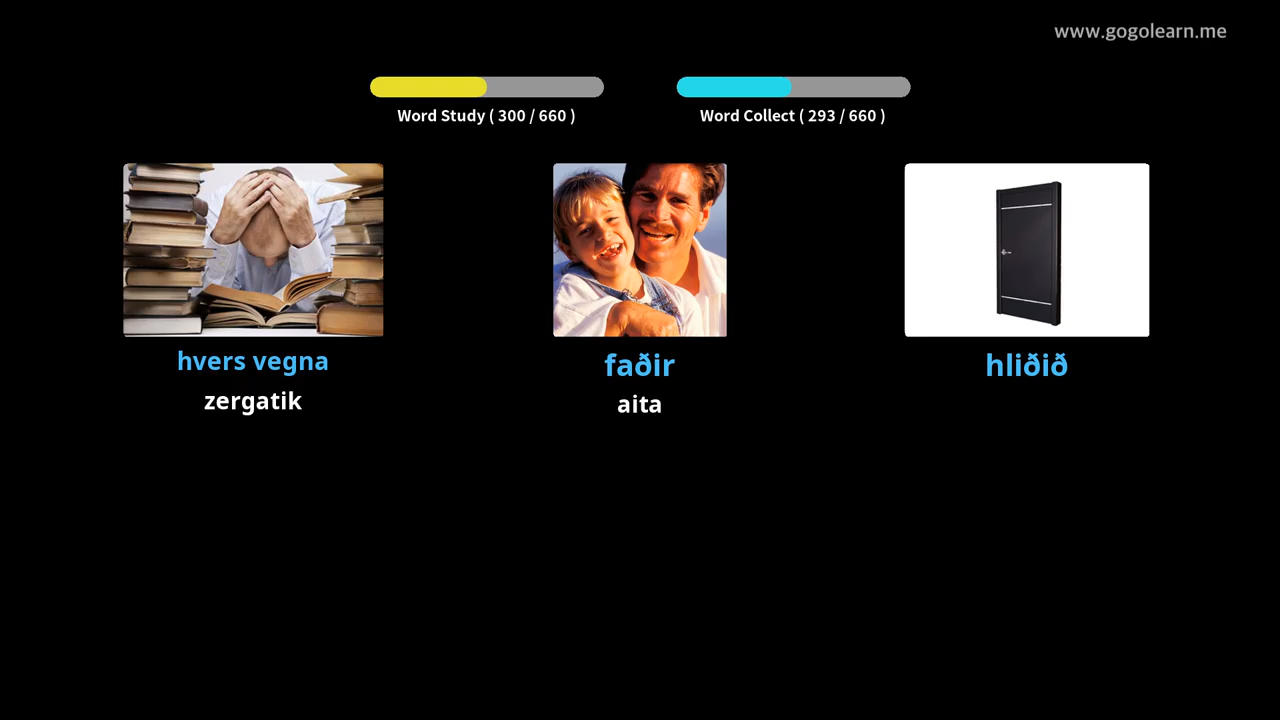 www.gogolearn.me
Word Study ( 300 / 660 )
Word Collect ( 293 / 660 )
hvers vegna
zergatik
faðir
aita
hliðið